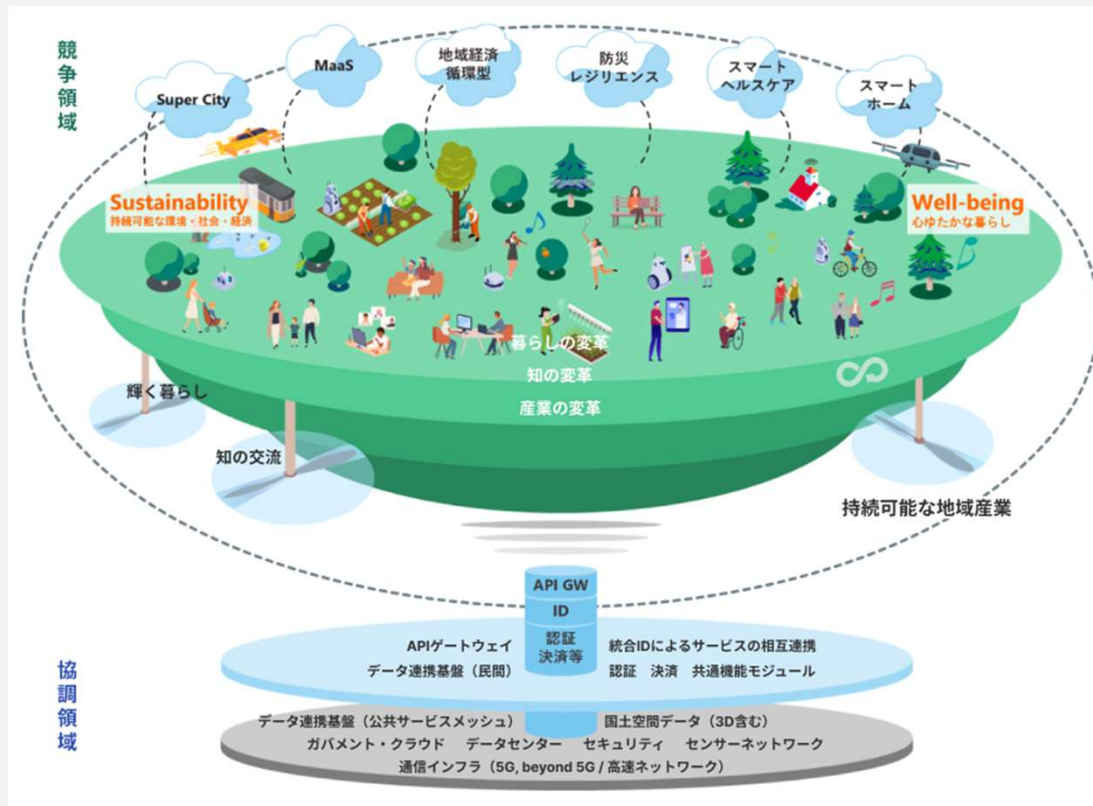 競争領域
Super City
MaaS
地域経済
循環型
防災
レジリエンス
スマート
ヘルスケア
スマート
ホーム
Sustainability
持続可能な環境・社会・経済
Well-being
心ゆたかな暮らし
暮らしの変革
知の変革
産業の変革
輝く暮らし
知の交流
持続可能な地域産業
API GW
ID
認証
決済等
協調領域
APIゲートウェイ
統合IDによるサービスの相互連携
データ連携基盤（民間）
認証　決済　共通機能モジュール
データ連携基盤（公共サービスメッシュ）
国土空間データ（3D含む）
ガバメント・クラウド　データセンター　セキュリティ　センサーネットワーク
通信インフラ（5G, beyond 5G / 高速ネットワーク）